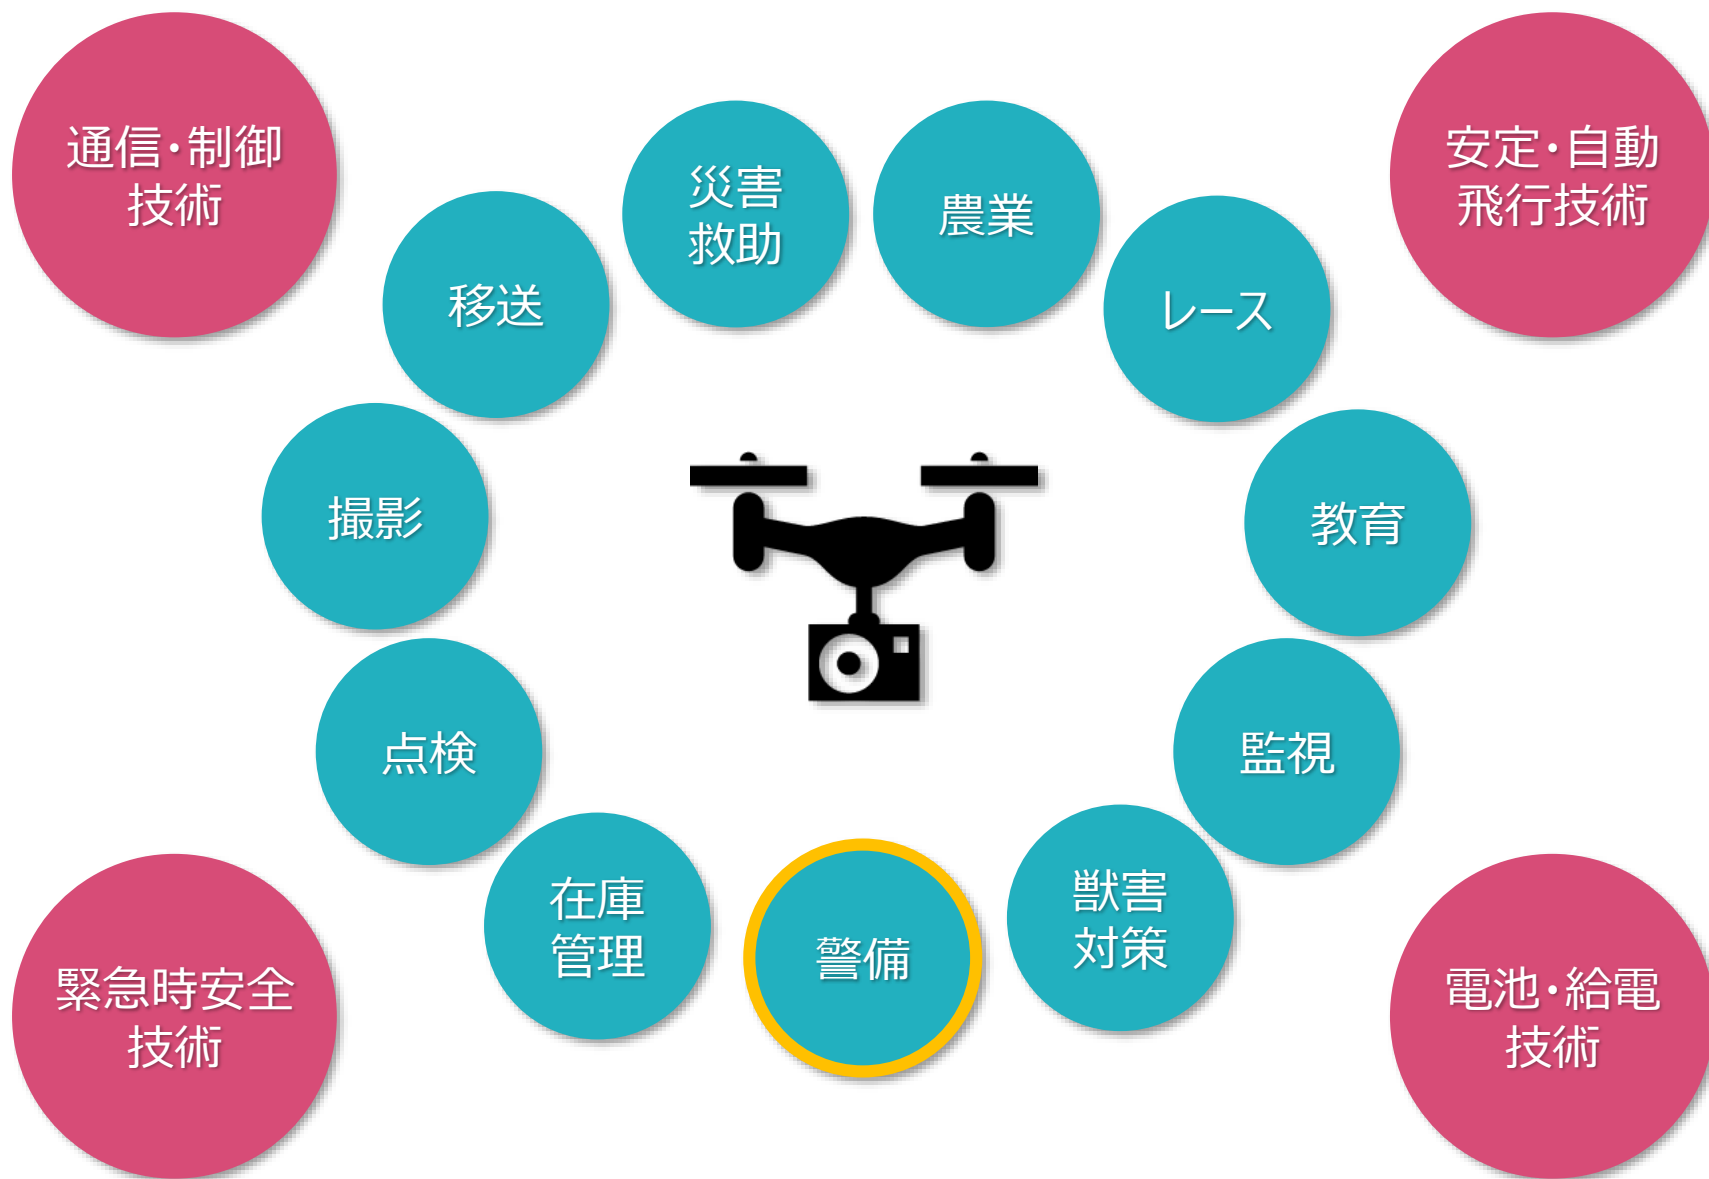 通信・制御
技術
安定・自動
飛行技術
災害
救助
農業
移送
レース
撮影
教育
点検
監視
在庫
管理
警備
獣害
対策
緊急時安全
技術
電池・給電
技術